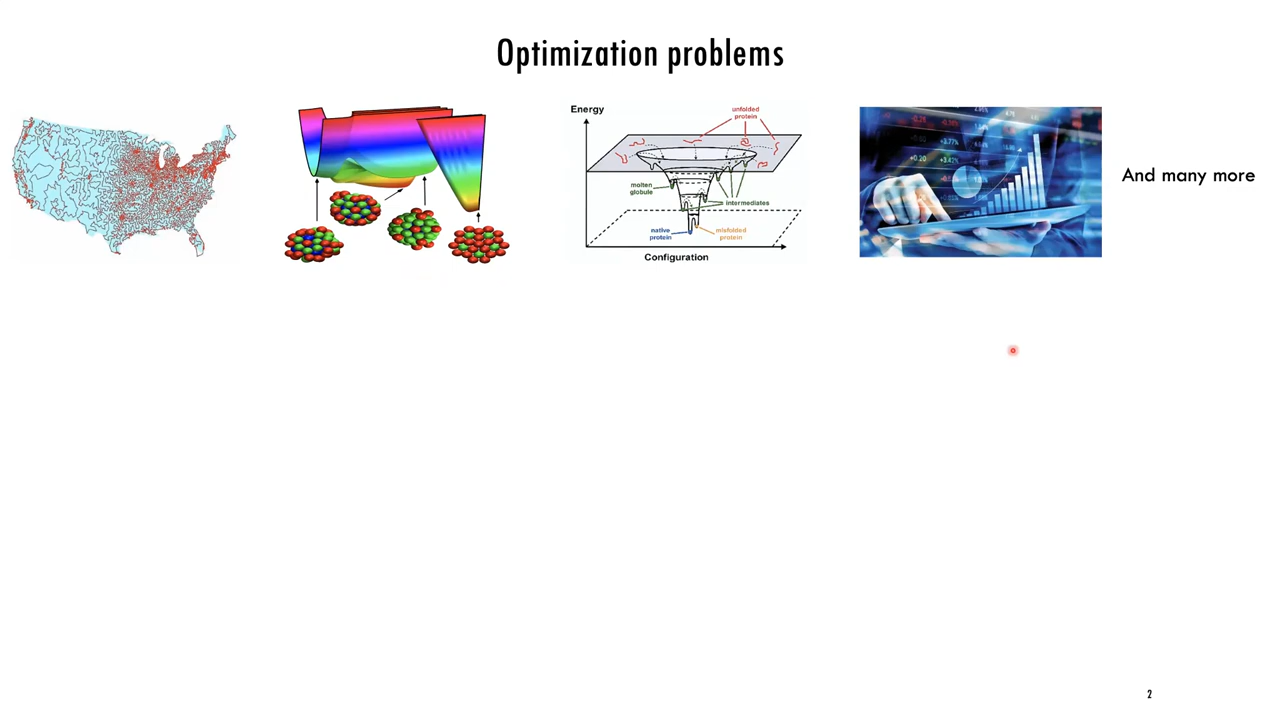 Optimization problems
Energy
unfolded
protein
molten
globule
intermediates
native
protein
misfolded
protein
Configuration
And many more
2